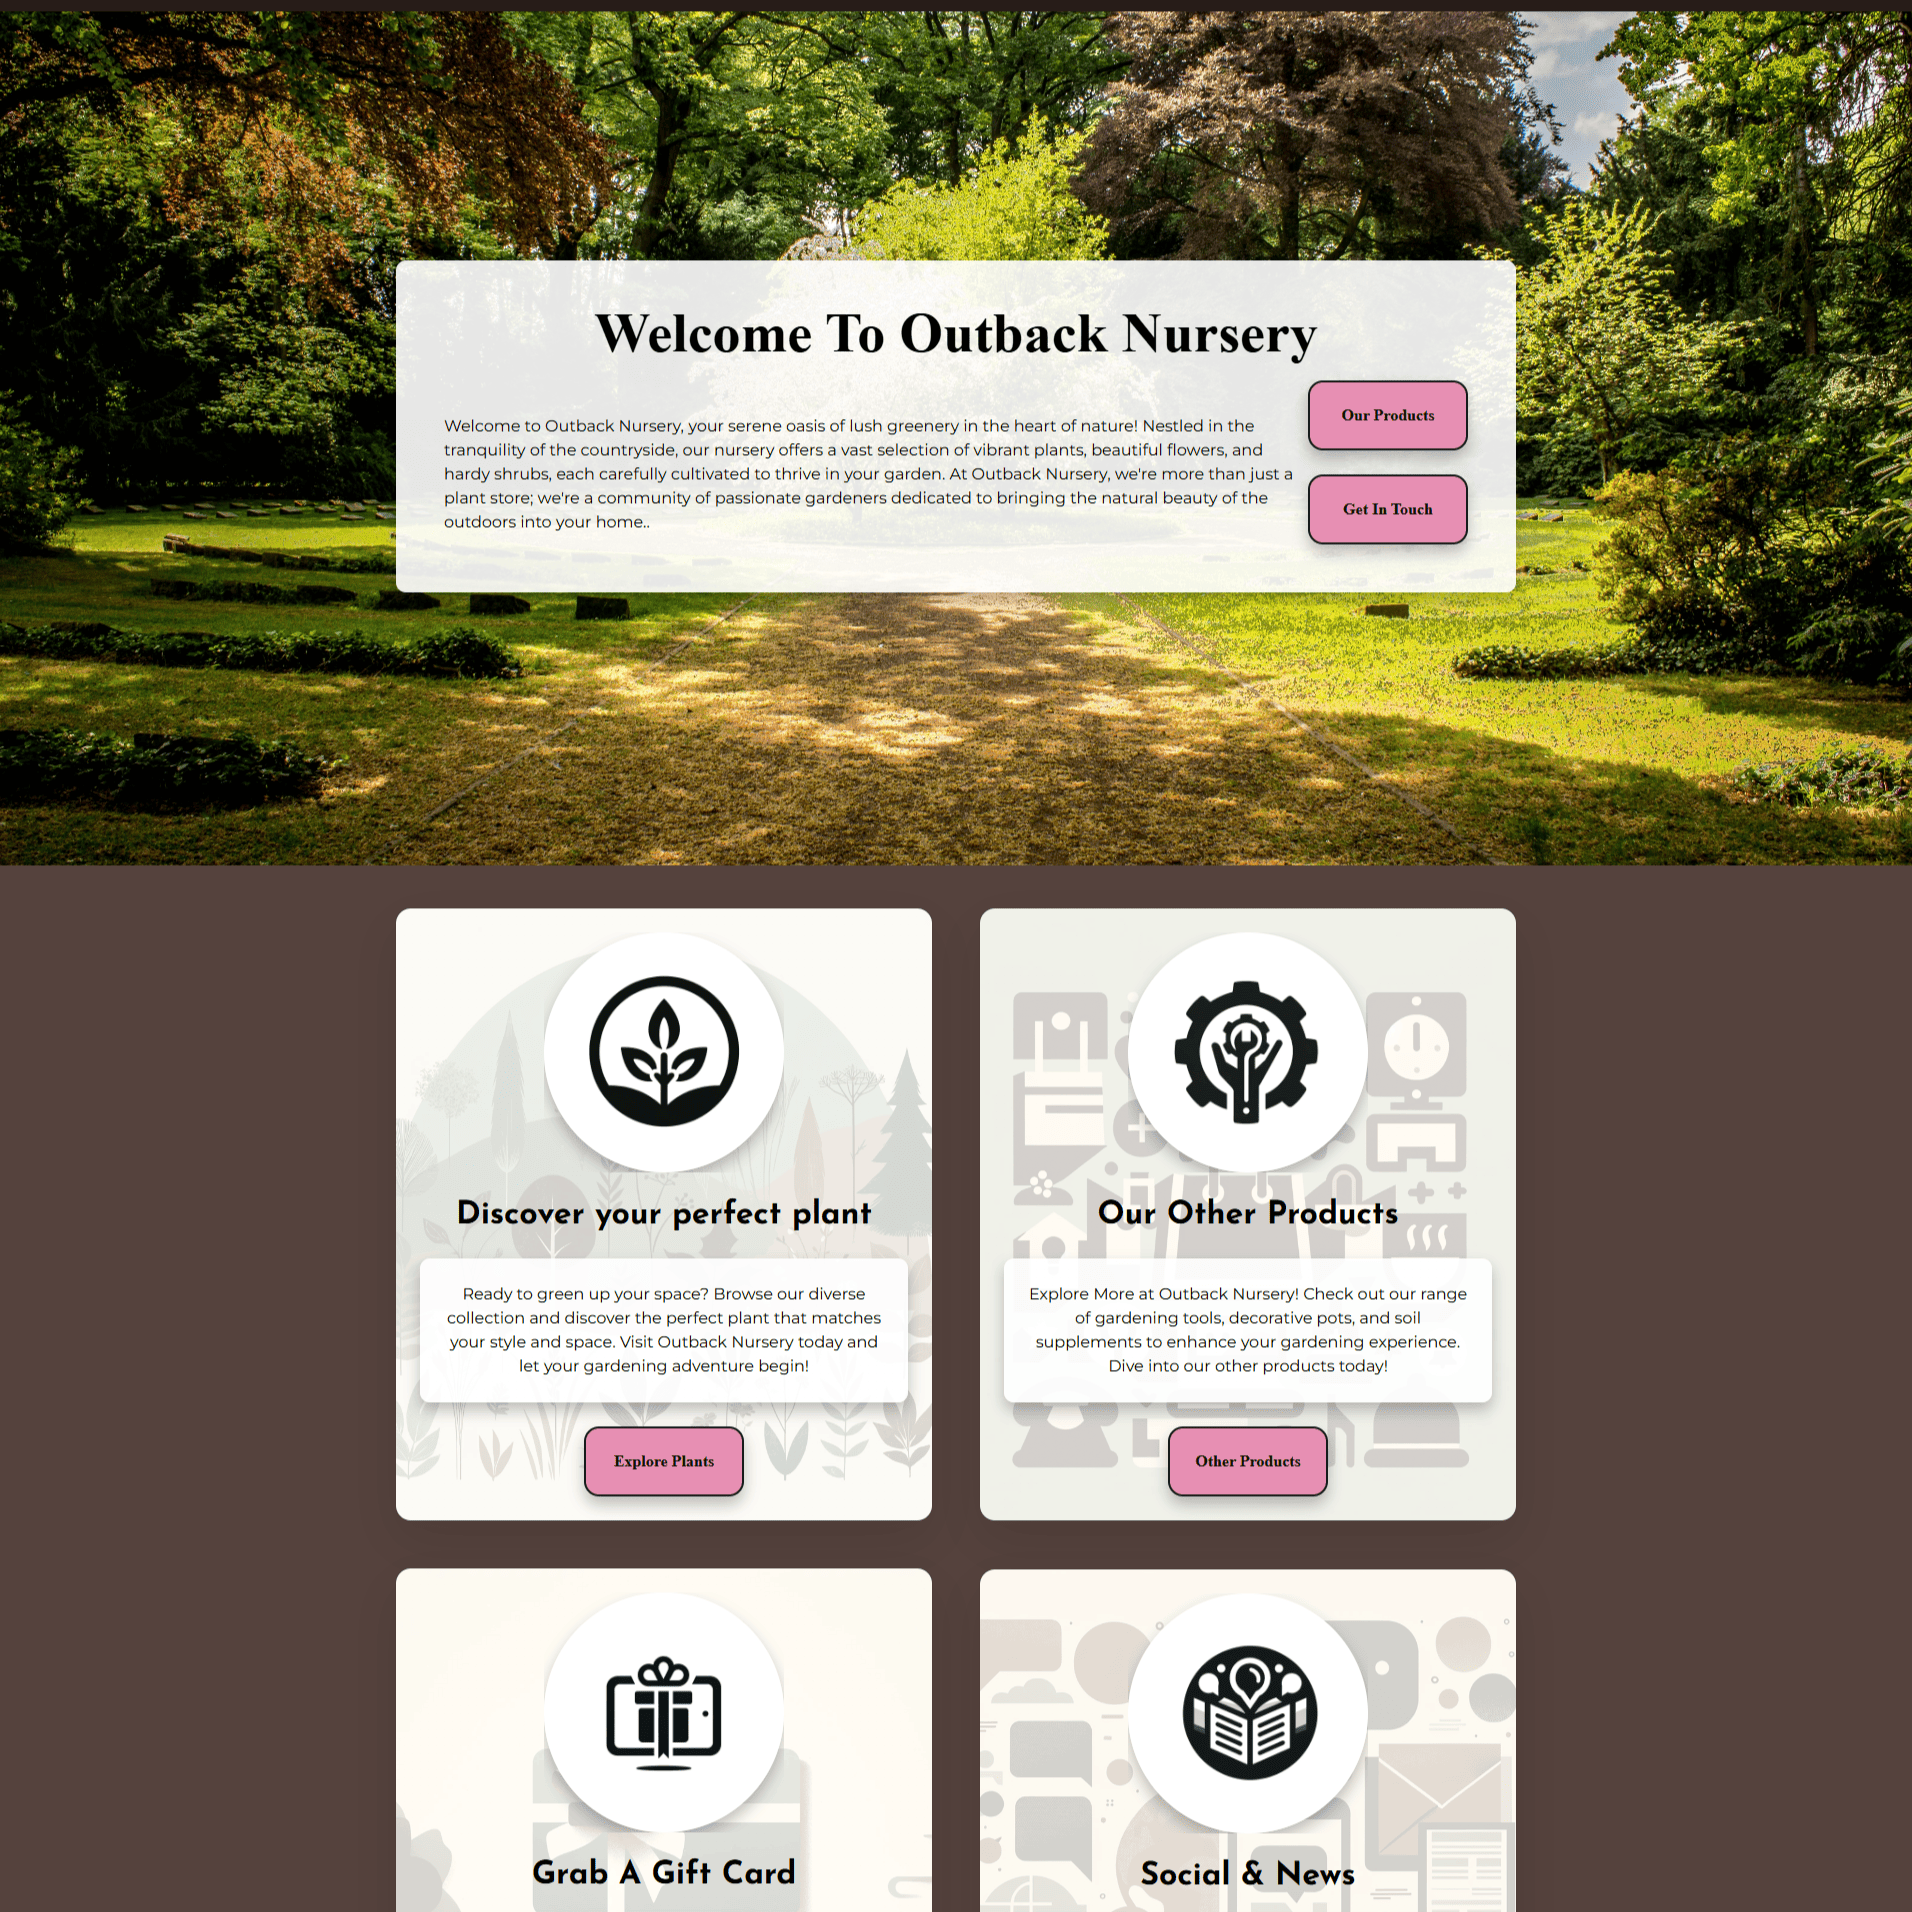 Welcome To Outback Nursery
Welcome to Outback Nursery, your serene oasis of lush greenery in the heart of nature! Nestled in the
tranquility of the countryside, our nursery offers a vast selection of vibrant plants, beautiful flowers, and
hardy shrubs, each carefully cultivated to thrive in your garden. At Outback Nursery, we're more than just a
plant store; we're a community of passionate gardeners dedicated to bringing the natural beauty of the
outdoors into your home..
Our Products
Get In Touch
Discover your perfect plant
Ready to green up your space? Browse our diverse
collection and discover the perfect plant that matches
your style and space. Visit Outback Nursery today and
let your gardening adventure begin!
Explore Plants
Our Other Products
Explore More at Outback Nursery! Check out our range
of gardening tools, decorative pots, and soil
supplements to enhance your gardening experience.
Dive into our other products today!
Other Products
Grab A Gift Card
Social & News